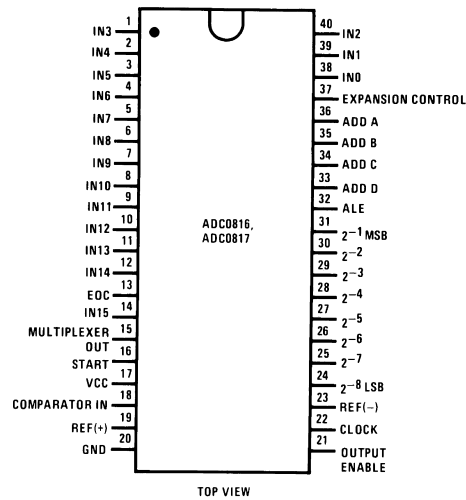 1
IN3
2
IN4
3
IN5
4
IN6
5
IN7
6
IN8
7
IN9
8
IN10
9
IN11
10
IN12
11
IN13
12
IN14
13
EOC
14
IN15
15
MULTIPLEXER
OUT
16
START
17
VCC
18
COMPARATOR IN
19
REF(+)
20
GND
ADC0816,
ADC0817
40
IN2
39
IN1
38
IN0
37
EXPANSION CONTROL
36
ADD A
35
ADD B
34
ADD C
33
ADD D
32
ALE
31
2⁻¹ MSB
30
2⁻²
29
2⁻³
28
2⁻⁴
27
2⁻⁵
26
2⁻⁶
25
2⁻⁷
24
2⁻⁸ LSB
23
REF(−)
22
CLOCK
21
OUTPUT
ENABLE
TOP VIEW